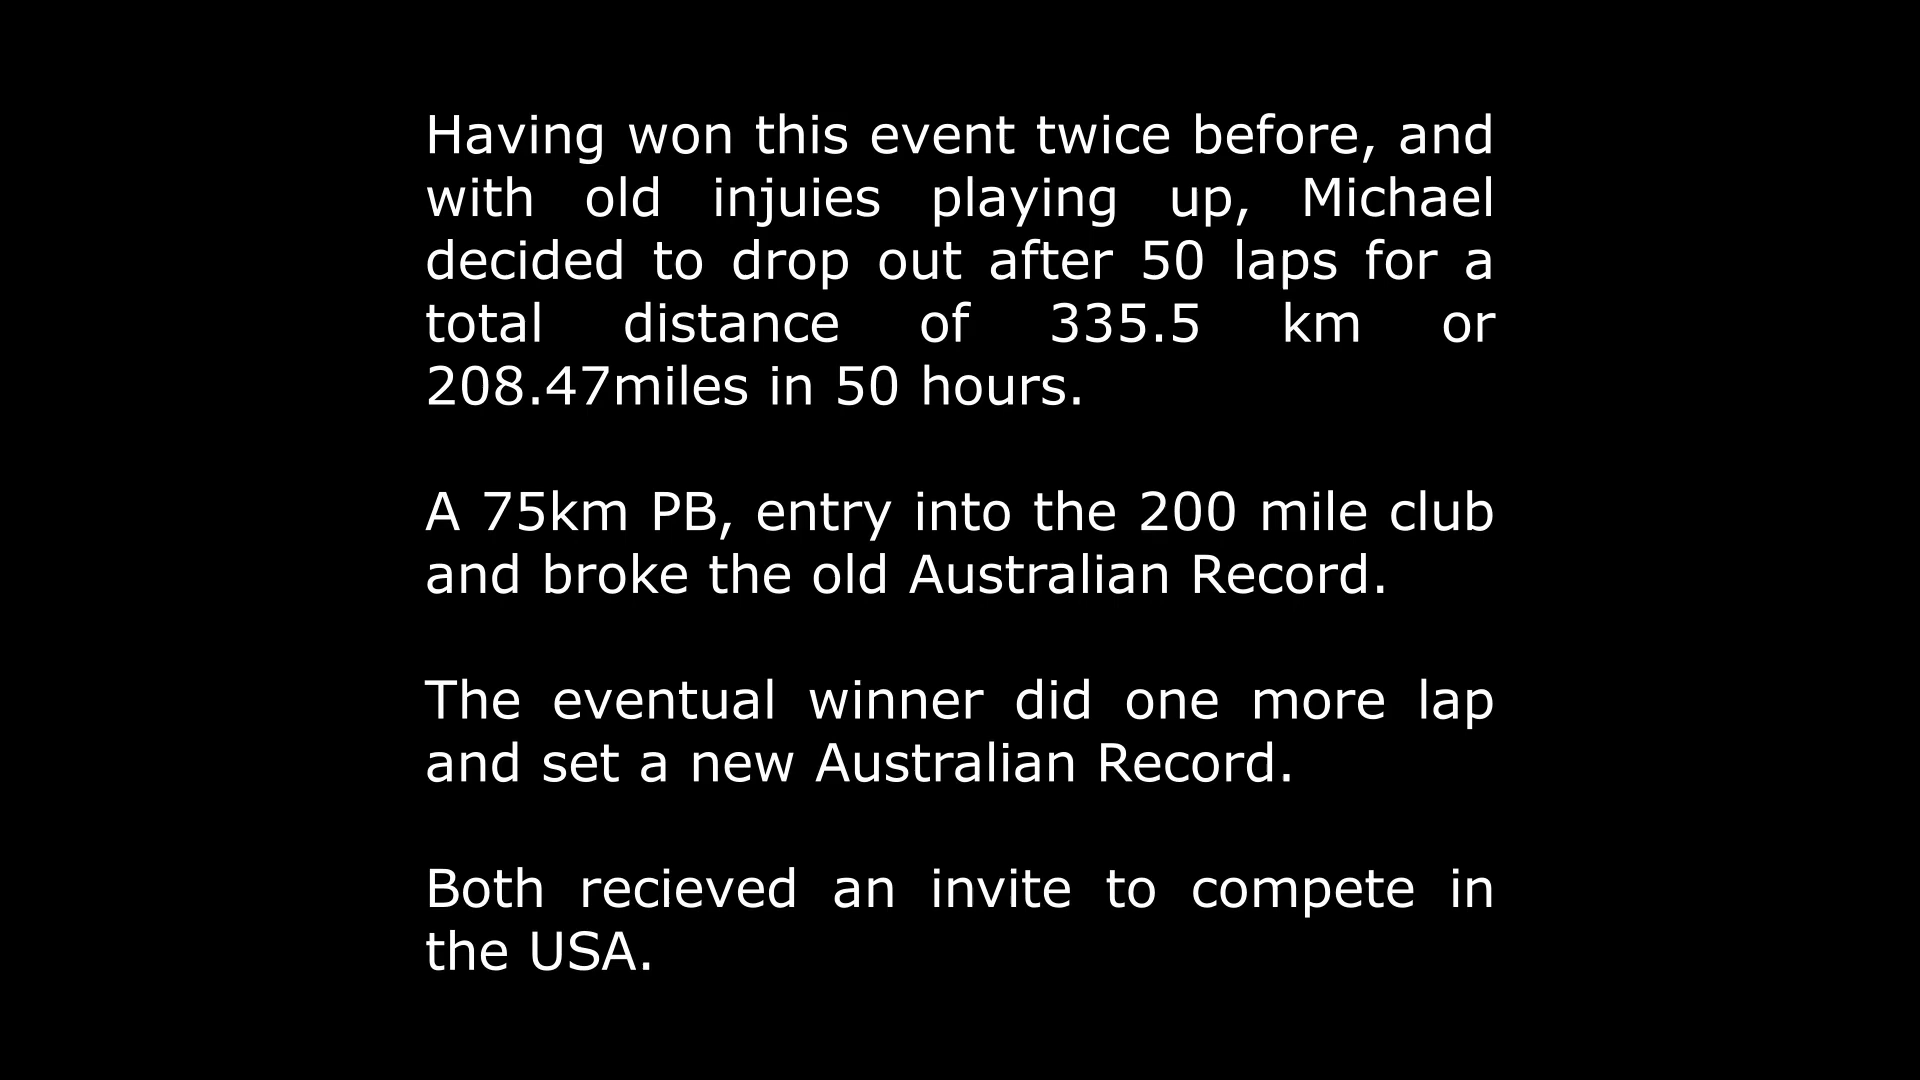 Having won this event twice before, and
with old injuies playing up, Michael
decided to drop out after 50 laps for a
total distance of 335.5 km or
208.47miles in 50 hours.
A 75km PB, entry into the 200 mile club
and broke the old Australian Record.
The eventual winner did one more lap
and set a new Australian Record.
Both recieved an invite to compete in
the USA.